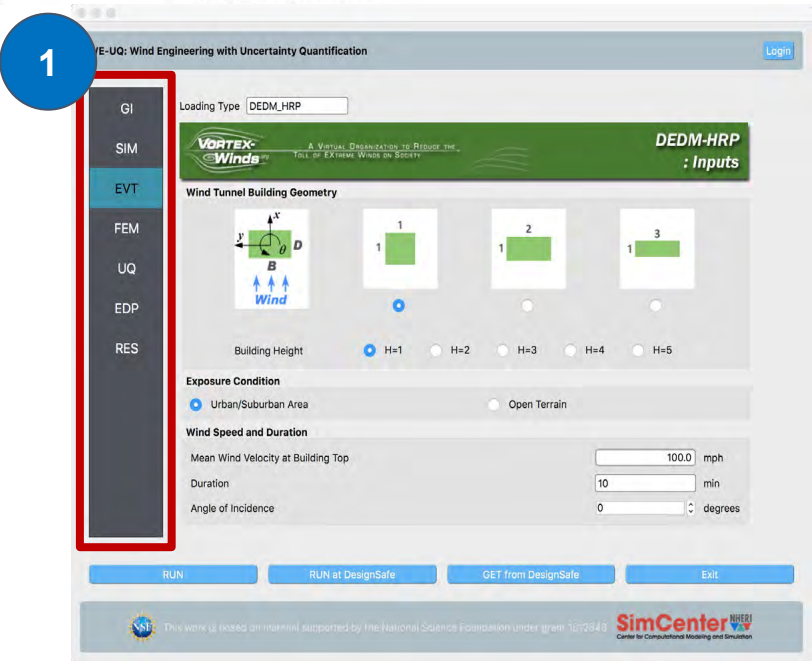 1
E-UQ: Wind Engineering with Uncertainty Quantification
Login
GI
SIM
EVT
FEM
UQ
EDP
RES
Loading Type DEDM_HRP
VORTEX-
Winds
A Virtual Organization to Reduce the
Toll of EXtreme Winds on Society
DEDM-HRP
: Inputs
Wind Tunnel Building Geometry
x
y
θ
D
B
Wind
1
1
2
1
3
1
Building Height H=1 H=2 H=3 H=4 H=5
Exposure Condition
Urban/Suburban Area Open Terrain
Wind Speed and Duration
Mean Wind Velocity at Building Top 100.0 mph
Duration 10 min
Angle of Incidence 0 degrees
RUN RUN at DesignSafe GET from DesignSafe Exit
NSF
This work is based on material supported by the National Science Foundation under grant
SimCenter NHERI
Center for Computational Modeling and Simulation